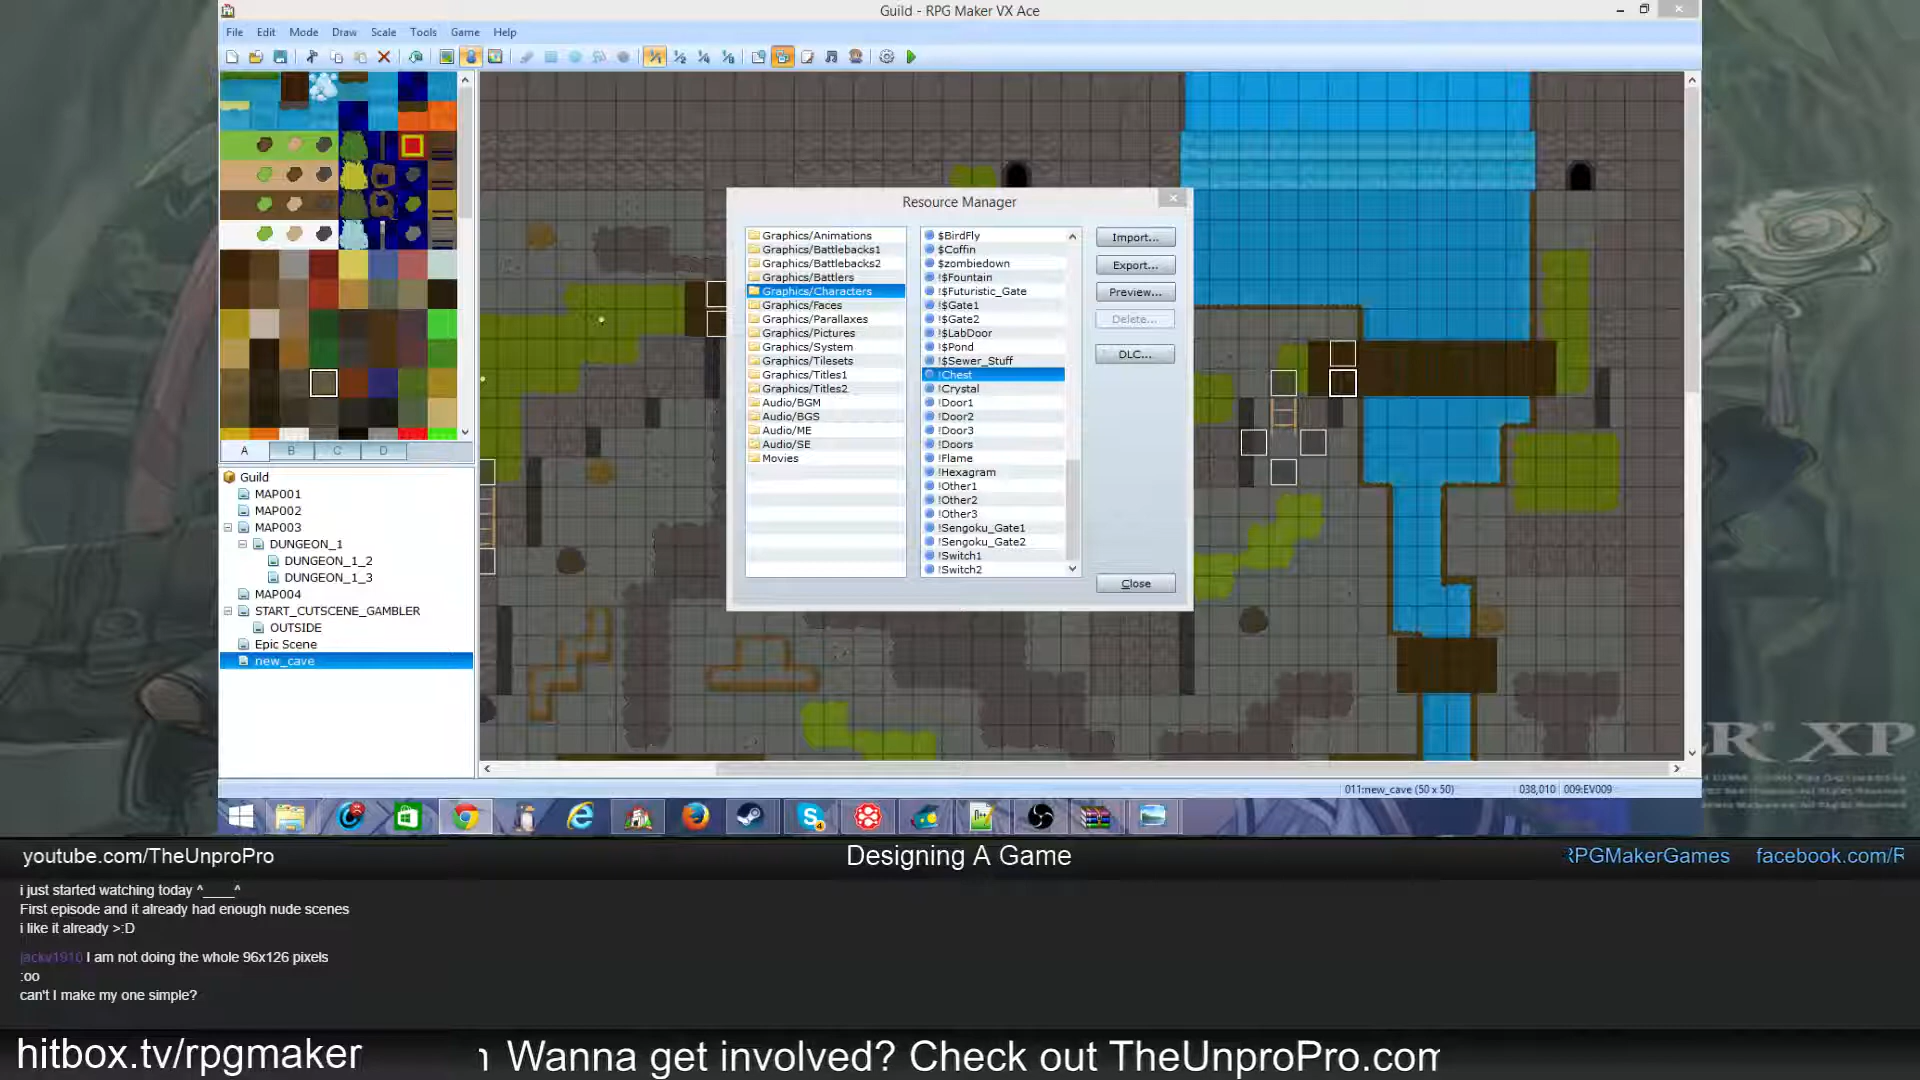 Guild - RPG Maker VX Ace
File Edit Mode Draw Scale Tools Game Help
A B C D
Guild
MAP001
MAP002
MAP003
DUNGEON_1
DUNGEON_1_2
DUNGEON_1_3
MAP004
START_CUTSCENE_GAMBLER
OUTSIDE
Epic Scene
new_cave
Resource Manager
Graphics/Animations
Graphics/Battlebacks1
Graphics/Battlebacks2
Graphics/Battlers
Graphics/Characters
Graphics/Faces
Graphics/Parallaxes
Graphics/Pictures
Graphics/System
Graphics/Tilesets
Graphics/Titles1
Graphics/Titles2
Audio/BGM
Audio/BGS
Audio/ME
Audio/SE
Movies
$BirdFly
$Coffin
$zombiedown
!$Fountain
!$Futuristic_Gate
!$Gate1
!$Gate2
!$LabDoor
!$Pond
!$Sewer_Stuff
!Chest
!Crystal
!Door1
!Door2
!Door3
!Doors
!Flame
!Hexagram
!Other1
!Other2
!Other3
!Sengoku_Gate1
!Sengoku_Gate2
!Switch1
!Switch2
Import...
Export...
Preview...
Delete...
DLC...
Close
011:new_cave (50 x 50) 038,010 009:EV009
R XP
youtube.com/TheUnproPro
Designing A Game
RPGMakerGames facebook.com/R
i just started watching today ^____^
First episode and it already had enough nude scenes
i like it already >:D
jackv1910 I am not doing the whole 96x126 pixels
:oo
can't I make my one simple?
hitbox.tv/rpgmaker
n Wanna get involved? Check out TheUnproPro.com